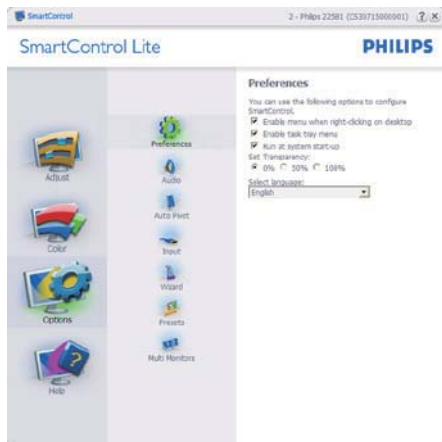 SmartControl
2 - Philips 225B1 (CS30715000001)
SmartControl Lite
PHILIPS
Adjust
Color
Options
Help
Preferences
Audio
Auto Pivot
Input
Wizard
Presets
Multi Monitors
Preferences
You can use the following options to configure
SmartControl.
Enable menu when right-clicking on desktop
Enable task tray menu
Run at system start-up
Set Transparency:
0% 50% 100%
Select language:
English